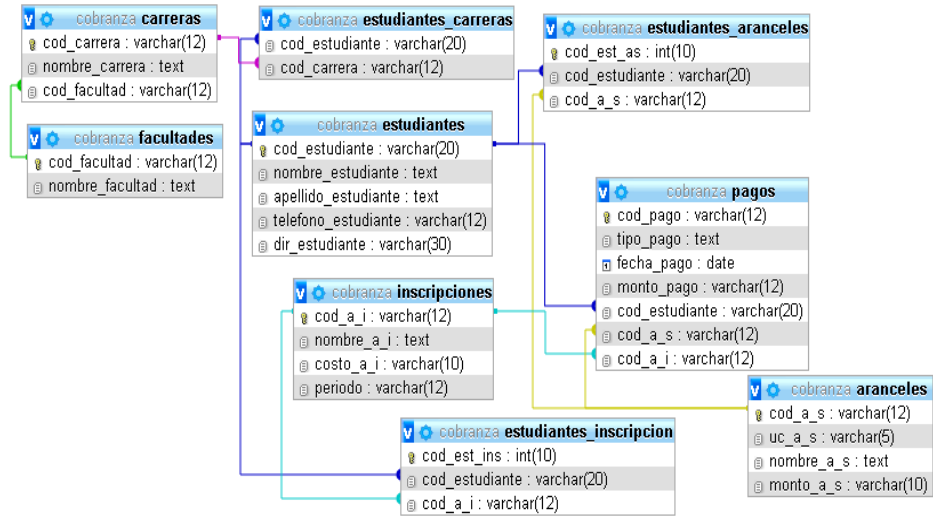 cobranza carreras
cod_carrera : varchar(12)
nombre_carrera : text
cod_facultad : varchar(12)
cobranza facultades
cod_facultad : varchar(12)
nombre_facultad : text
cobranza estudiantes_carreras
cod_estudiante : varchar(20)
cod_carrera : varchar(12)
cobranza estudiantes
cod_estudiante : varchar(20)
nombre_estudiante : text
apellido_estudiante : text
telefono_estudiante : varchar(12)
dir_estudiante : varchar(30)
cobranza estudiantes_aranceles
cod_est_as : int(10)
cod_estudiante : varchar(20)
cod_a_s : varchar(12)
cobranza pagos
cod_pago : varchar(12)
tipo_pago : text
fecha_pago : date
monto_pago : varchar(12)
cod_estudiante : varchar(20)
cod_a_s : varchar(12)
cod_a_i : varchar(12)
cobranza inscripciones
cod_a_i : varchar(12)
nombre_a_i : text
costo_a_i : varchar(10)
periodo : varchar(12)
cobranza aranceles
cod_a_s : varchar(12)
uc_a_s : varchar(5)
nombre_a_s : text
monto_a_s : varchar(10)
cobranza estudiantes_inscripcion
cod_est_ins : int(10)
cod_estudiante : varchar(20)
cod_a_i : varchar(12)